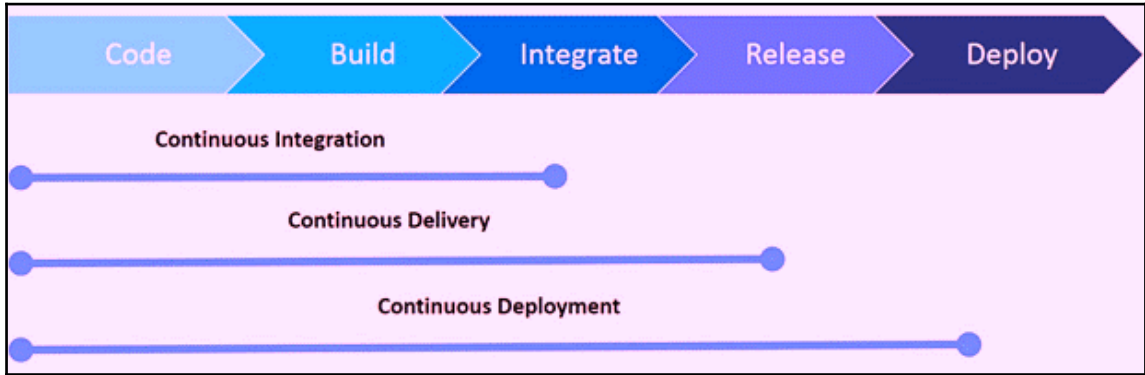 Code Build Integrate Release Deploy
Continuous Integration
Continuous Delivery
Continuous Deployment